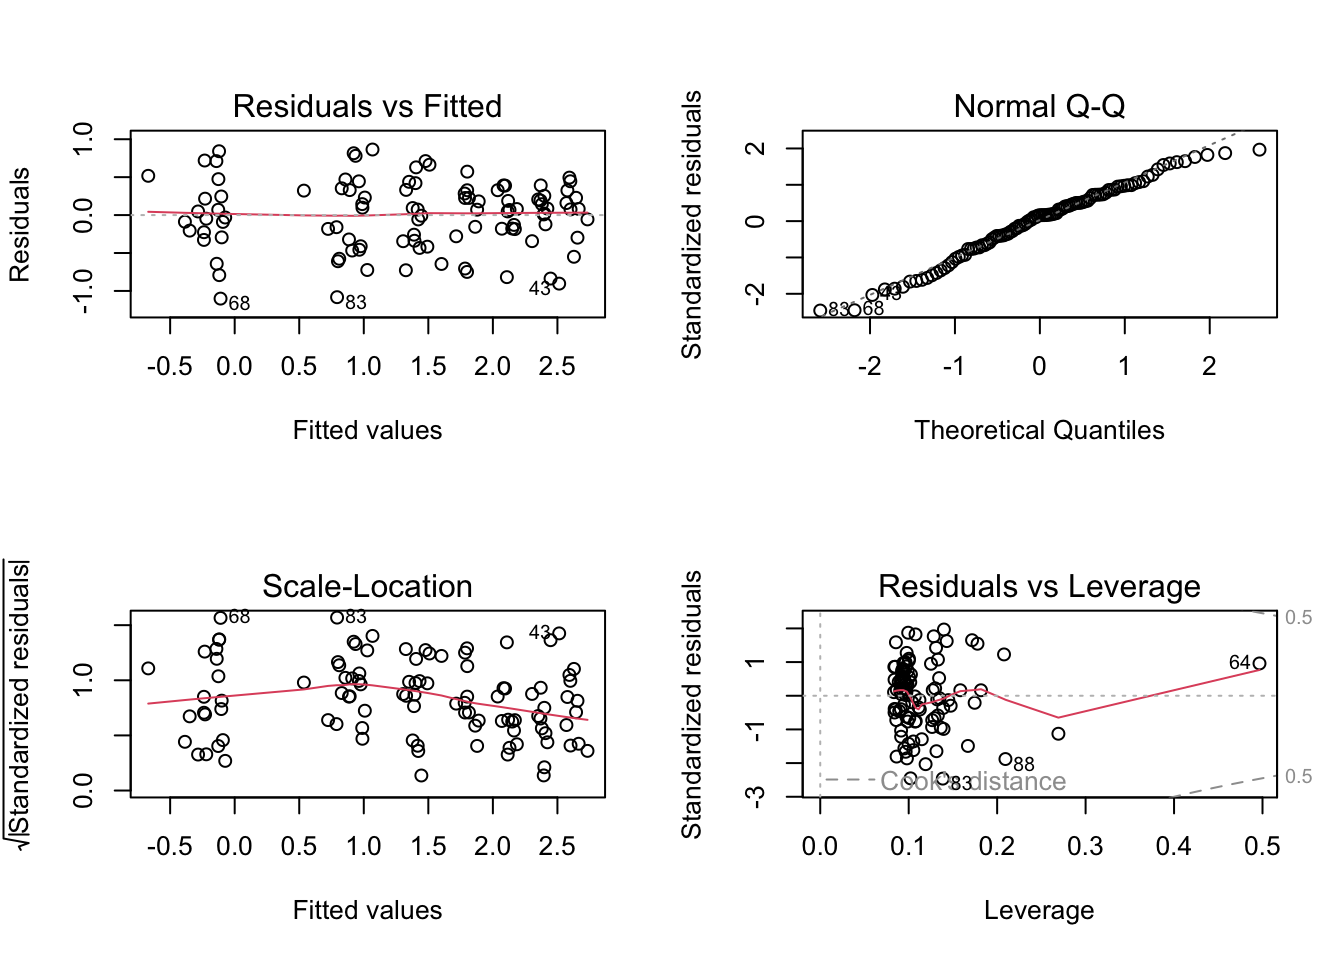 Residuals vs Fitted
Residuals
1.0
0.0
-1.0
68
83
43
-0.5 0.0 0.5 1.0 1.5 2.0 2.5
Fitted values
Normal Q-Q
Standardized residuals
2
0
-2
83
68
43
-2 -1 0 1 2
Theoretical Quantiles
Scale-Location
√|Standardized residuals|
1.0
0.0
68
83
43
-0.5 0.0 0.5 1.0 1.5 2.0 2.5
Fitted values
Residuals vs Leverage
Standardized residuals
1
-1
-3
0.5
64
88
83
Cook's distance
0.5
0.0 0.1 0.2 0.3 0.4 0.5
Leverage